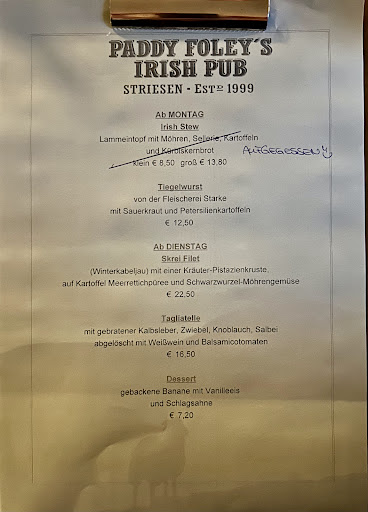 PADDY FOLEY'S
IRISH PUB
STRIESEN - ESTD 1999
Ab MONTAG
Irish Stew
Lammeintopf mit Möhren, Sellerie, Kartoffeln
und Kürbiskernbrot AUFGEGESSEN!
klein € 8,50 groß € 13,80
Tiegelwurst
von der Fleischerei Starke
mit Sauerkraut und Petersilienkartoffeln
€ 12,50
Ab DIENSTAG
Skrei Filet
(Winterkabeljau) mit einer Kräuter-Pistazienkruste,
auf Kartoffel Meerrettichpüree und Schwarzwurzel-Möhrengemüse
€ 22,50
Tagliatelle
mit gebratener Kalbsleber, Zwiebel, Knoblauch, Salbei
abgelöscht mit Weißwein und Balsamicotomaten
€ 16,50
Dessert
gebackene Banane mit Vanilleeis
und Schlagsahne
€ 7,20